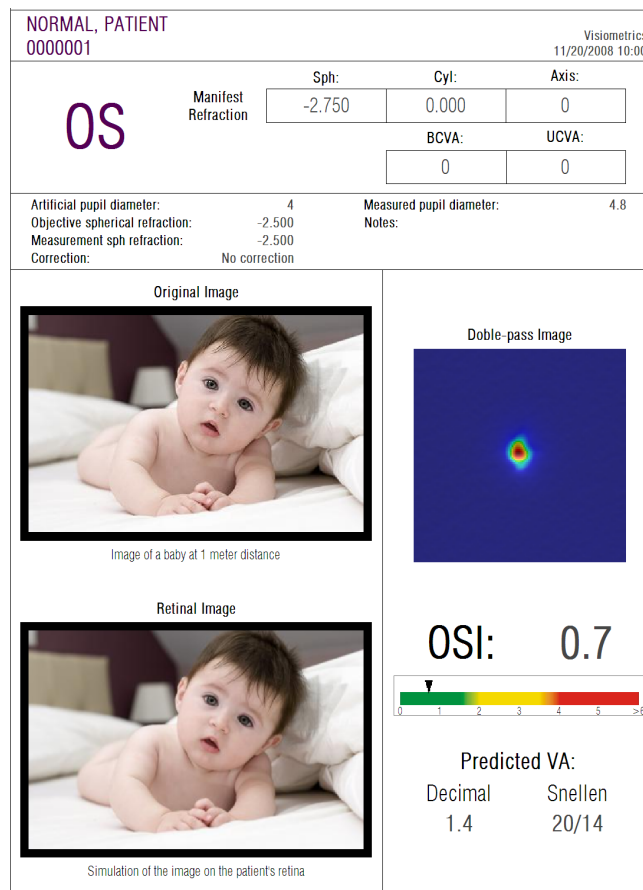 NORMAL, PATIENT
0000001
Visiometrics
11/20/2008 10:00
OS
Manifest
Refraction
Sph: Cyl: Axis:
-2.750 0.000 0
BCVA: UCVA:
0 0
Artificial pupil diameter: 4 Measured pupil diameter: 4.8
Objective spherical refraction: -2.500 Notes:
Measurement sph refraction: -2.500
Correction: No correction
Original Image
Image of a baby at 1 meter distance
Retinal Image
Simulation of the image on the patient's retina
Doble-pass Image
OSI: 0.7
0 1 2 3 4 5 >6
Predicted VA:
Decimal Snellen
1.4 20/14